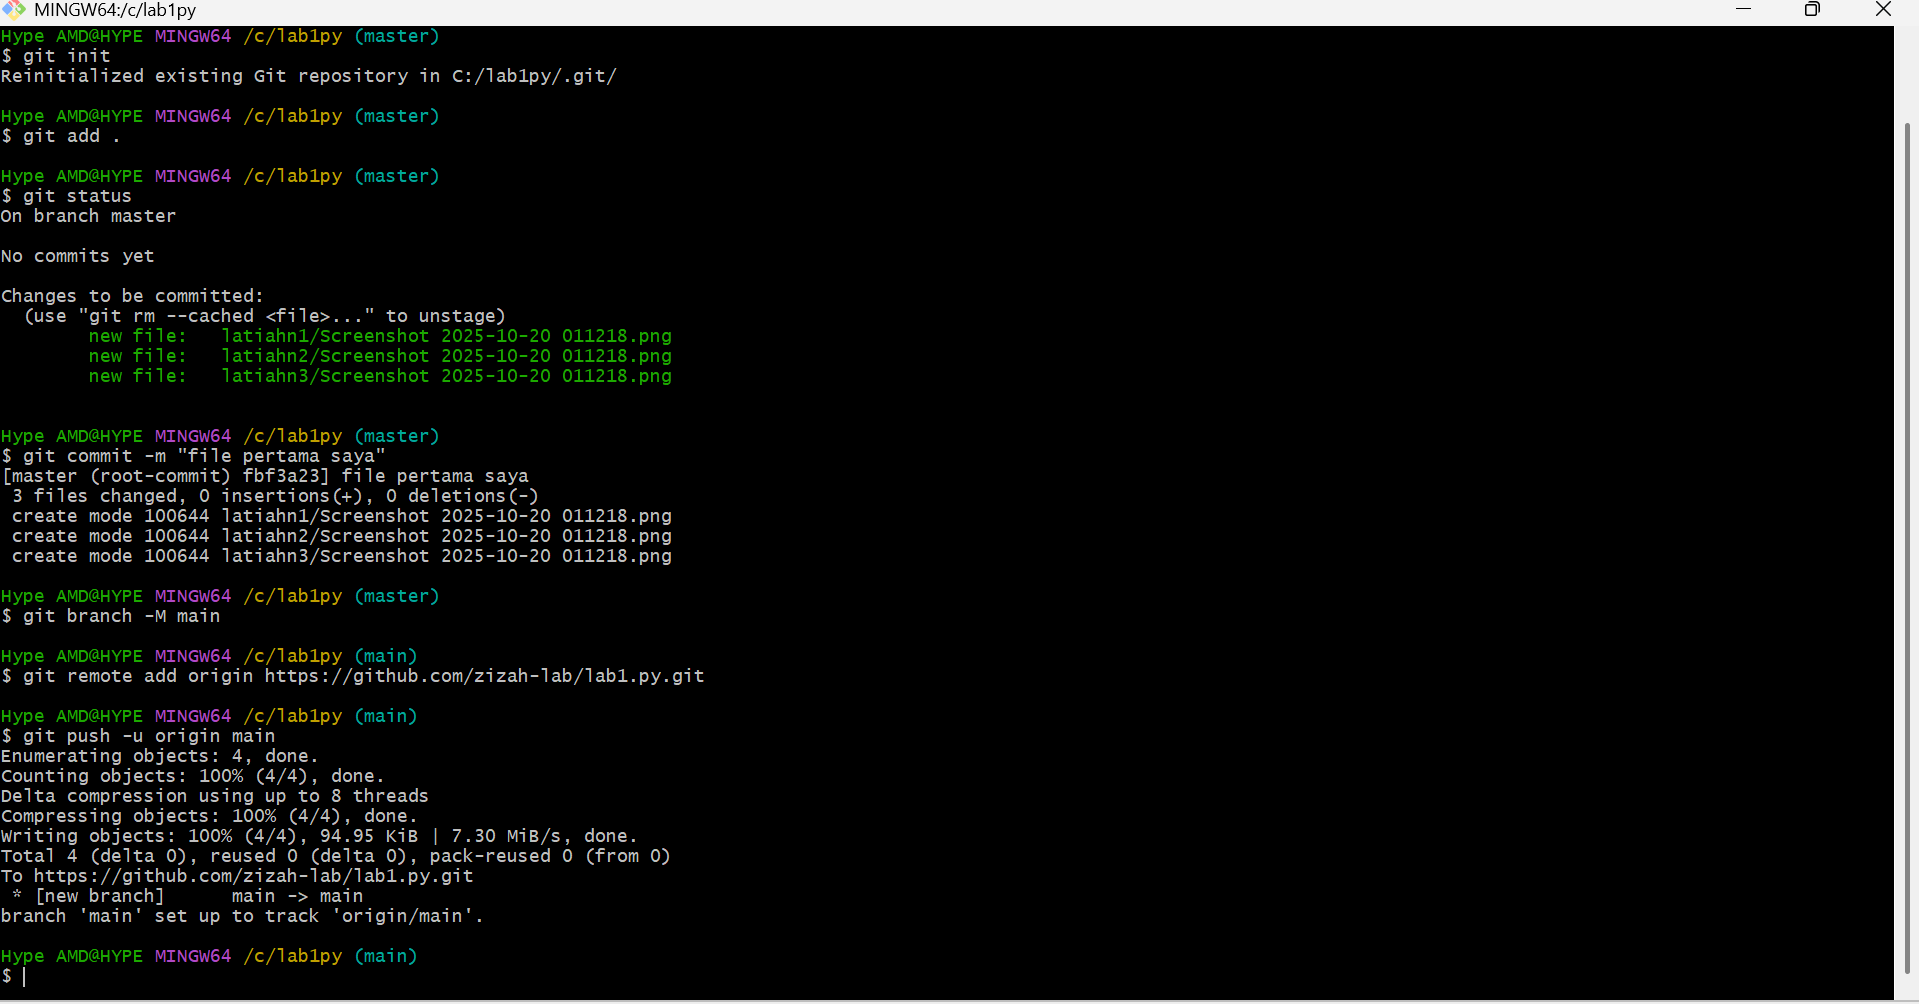 MINGW64:/c/lab1py
Hype AMD@HYPE MINGW64 /c/lab1py (master)
$ git init
Reinitialized existing Git repository in C:/lab1py/.git/
Hype AMD@HYPE MINGW64 /c/lab1py (master)
$ git add .
Hype AMD@HYPE MINGW64 /c/lab1py (master)
$ git status
On branch master
No commits yet
Changes to be committed:
  (use "git rm --cached <file>..." to unstage)
        new file:   latiahn1/Screenshot 2025-10-20 011218.png
        new file:   latiahn2/Screenshot 2025-10-20 011218.png
        new file:   latiahn3/Screenshot 2025-10-20 011218.png
Hype AMD@HYPE MINGW64 /c/lab1py (master)
$ git commit -m "file pertama saya"
[master (root-commit) fbf3a23] file pertama saya
 3 files changed, 0 insertions(+), 0 deletions(-)
 create mode 100644 latiahn1/Screenshot 2025-10-20 011218.png
 create mode 100644 latiahn2/Screenshot 2025-10-20 011218.png
 create mode 100644 latiahn3/Screenshot 2025-10-20 011218.png
Hype AMD@HYPE MINGW64 /c/lab1py (master)
$ git branch -M main
Hype AMD@HYPE MINGW64 /c/lab1py (main)
$ git remote add origin https://github.com/zizah-lab/lab1.py.git
Hype AMD@HYPE MINGW64 /c/lab1py (main)
$ git push -u origin main
Enumerating objects: 4, done.
Counting objects: 100% (4/4), done.
Delta compression using up to 8 threads
Compressing objects: 100% (4/4), done.
Writing objects: 100% (4/4), 94.95 KiB | 7.30 MiB/s, done.
Total 4 (delta 0), reused 0 (delta 0), pack-reused 0 (from 0)
To https://github.com/zizah-lab/lab1.py.git
 * [new branch]      main -> main
branch 'main' set up to track 'origin/main'.
Hype AMD@HYPE MINGW64 /c/lab1py (main)
$